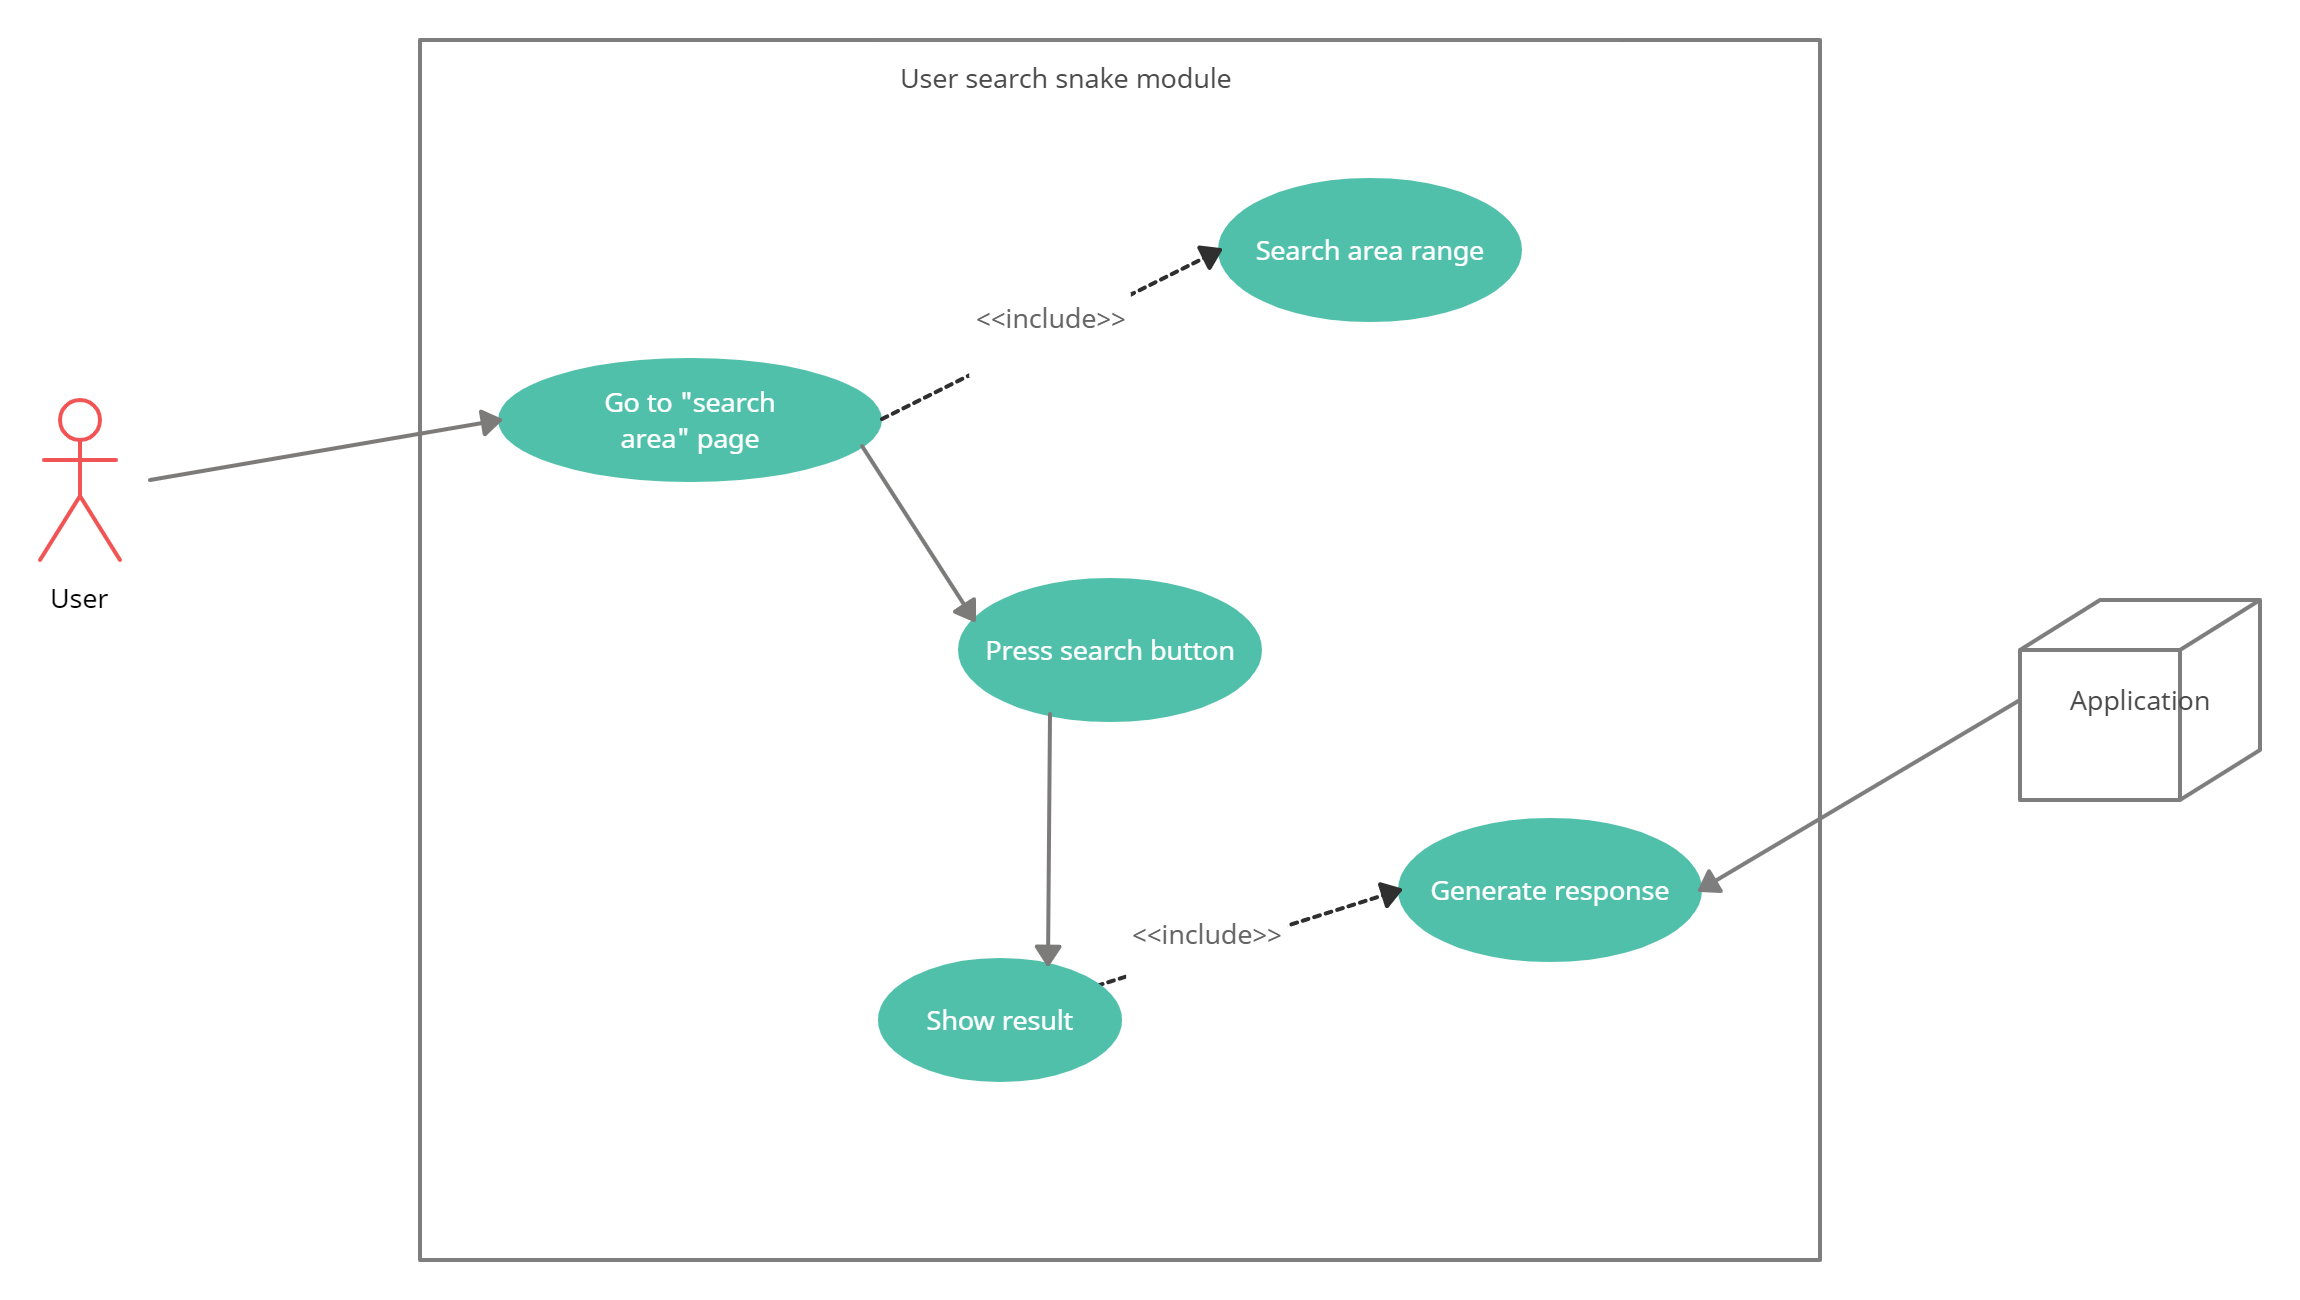 User search snake module
Search area range
<<include>>
Go to "search
area" page
User
Press search button
Application
Generate response
<<include>>
Show result